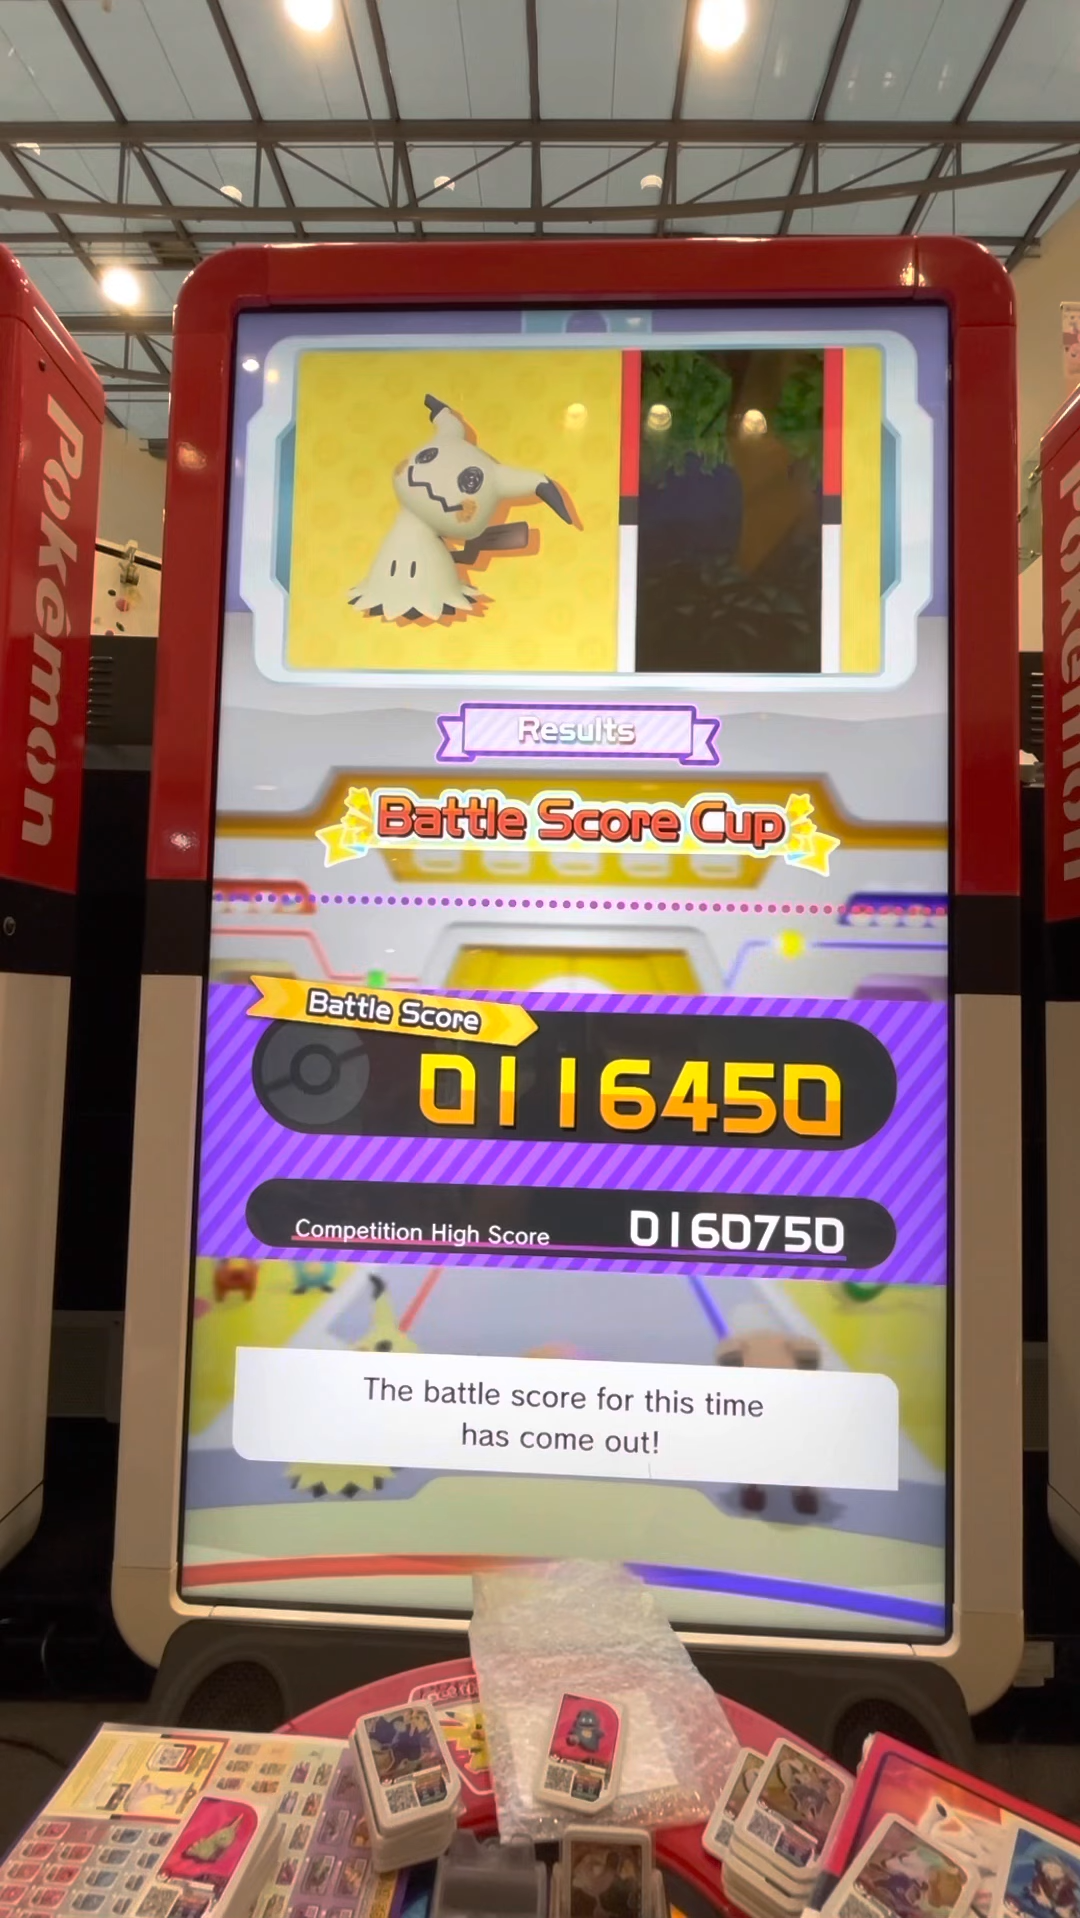 Pokémon
Pokémon
Results
Battle Score Cup
Battle Score
0116450
Competition High Score 0160750
The battle score for this time
has come out!